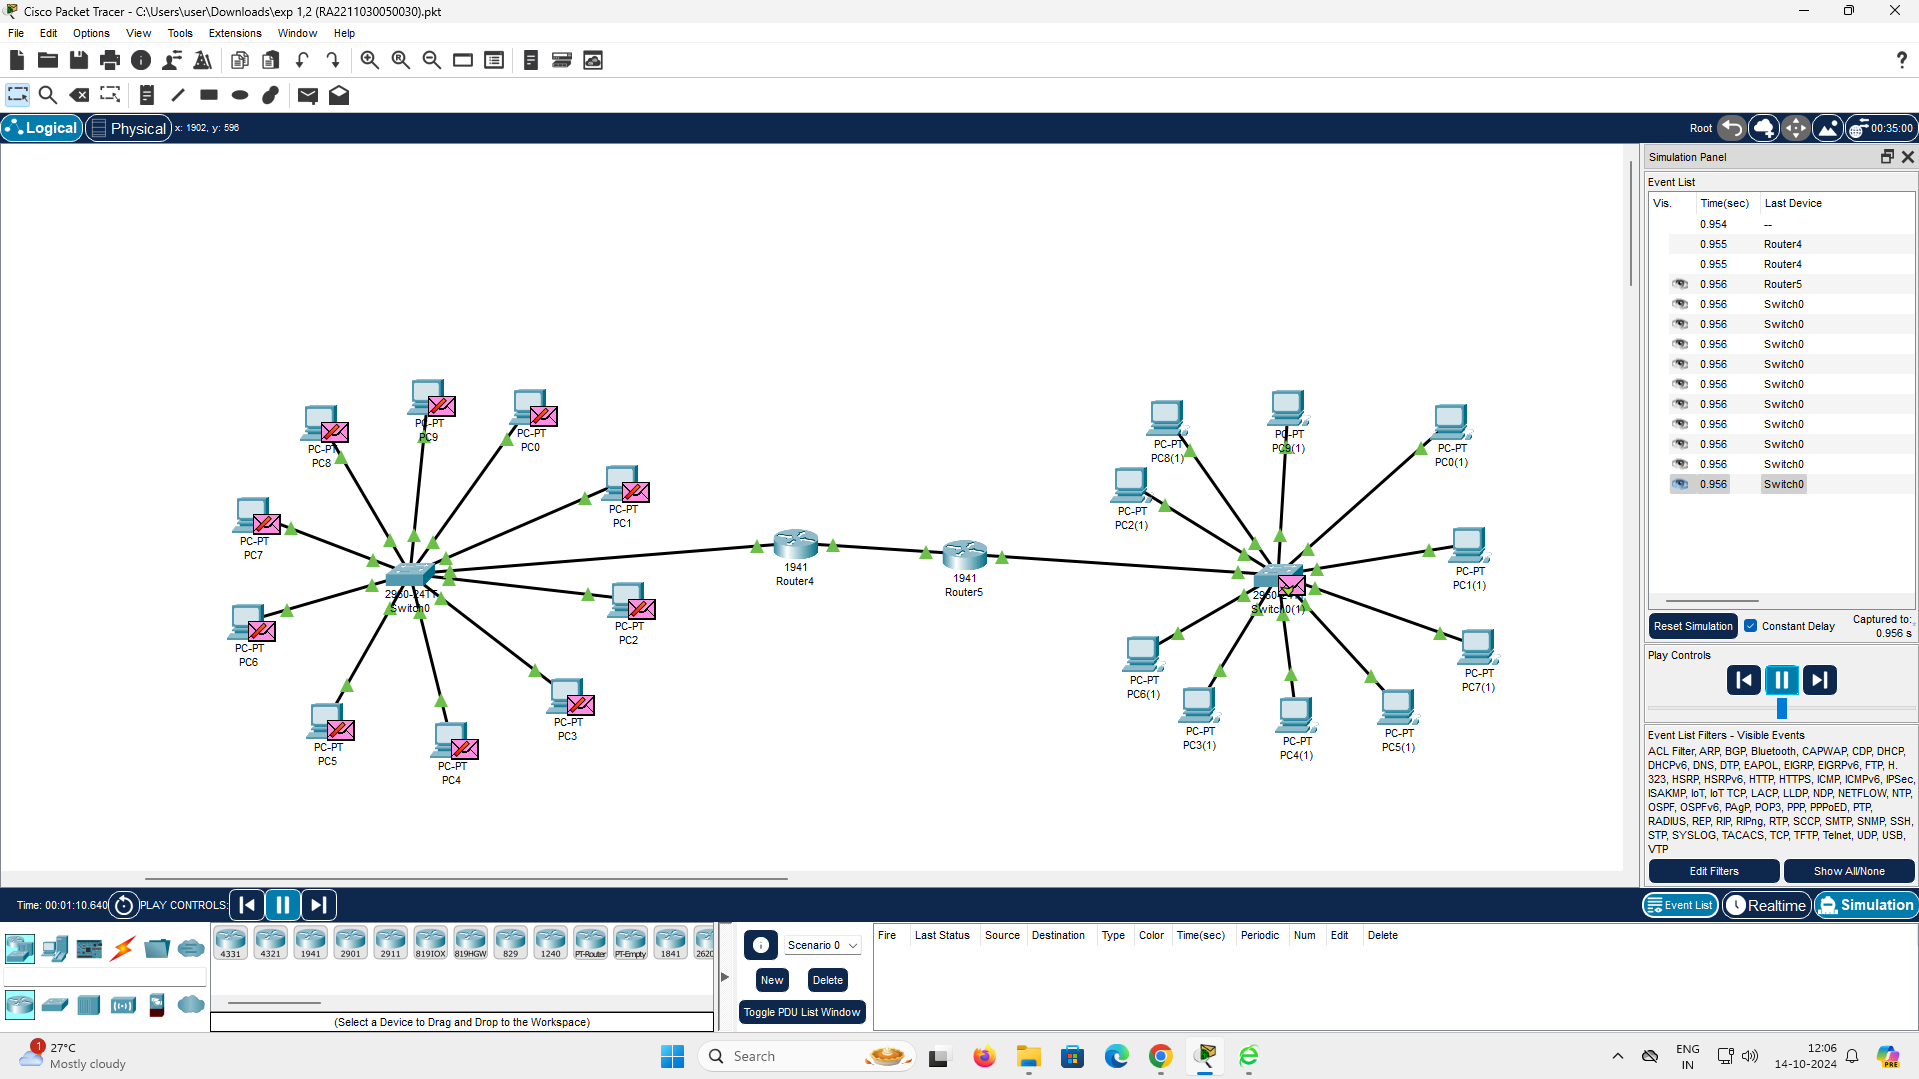 Cisco Packet Tracer - C:\Users\user\Downloads\exp 1,2 (RA2211030050030).pkt
File Edit Options View Tools Extensions Window Help
Logical Physical x: 1902, y: 596 Root 00:35:00
Simulation Panel
Event List
Vis. Time(sec) Last Device
0.954 --
0.955 Router4
0.955 Router4
0.956 Router5
0.956 Switch0
0.956 Switch0
0.956 Switch0
0.956 Switch0
0.956 Switch0
0.956 Switch0
0.956 Switch0
0.956 Switch0
0.956 Switch0
0.956 Switch0
Reset Simulation Constant Delay Captured to:
0.956 s
Play Controls
Event List Filters - Visible Events
ACL Filter, ARP, BGP, Bluetooth, CAPWAP, CDP, DHCP,
DHCPv6, DNS, DTP, EAPOL, EIGRP, EIGRPv6, FTP, H.
323, HSRP, HSRPv6, HTTP, HTTPS, ICMP, ICMPv6, IPSec,
ISAKMP, IoT, IoT TCP, LACP, LLDP, NDP, NETFLOW, NTP,
OSPF, OSPFv6, PAgP, POP3, PPP, PPPoED, PTP,
RADIUS, REP, RIP, RIPng, RTP, SCCP, SMTP, SNMP, SSH,
STP, SYSLOG, TACACS, TCP, TFTP, Telnet, UDP, USB,
VTP
Edit Filters Show All/None
PC-PT
PC8
PC-PT
PC9
PC-PT
PC0
PC-PT
PC1
PC-PT
PC7
PC-PT
PC6
PC-PT
PC5
PC-PT
PC4
PC-PT
PC3
PC-PT
PC2
2960-24TT
Switch0
1941
Router4
1941
Router5
PC-PT
PC8(1)
PC-PT
PC9(1)
PC-PT
PC0(1)
PC-PT
PC2(1)
PC-PT
PC1(1)
2960-24TT
Switch0(1)
PC-PT
PC6(1)
PC-PT
PC3(1)
PC-PT
PC4(1)
PC-PT
PC5(1)
PC-PT
PC7(1)
Time: 00:01:10.640 PLAY CONTROLS: Event List Realtime Simulation
4331 4321 1941 2901 2911 819IOX 819HGW 829 1240 PT-Router PT-Empty 1841 2620
(Select a Device to Drag and Drop to the Workspace)
Scenario 0
New Delete
Toggle PDU List Window
Fire Last Status Source Destination Type Color Time(sec) Periodic Num Edit Delete
1
27°C
Mostly cloudy
Search
ENG
IN
12:06
14-10-2024
PRE